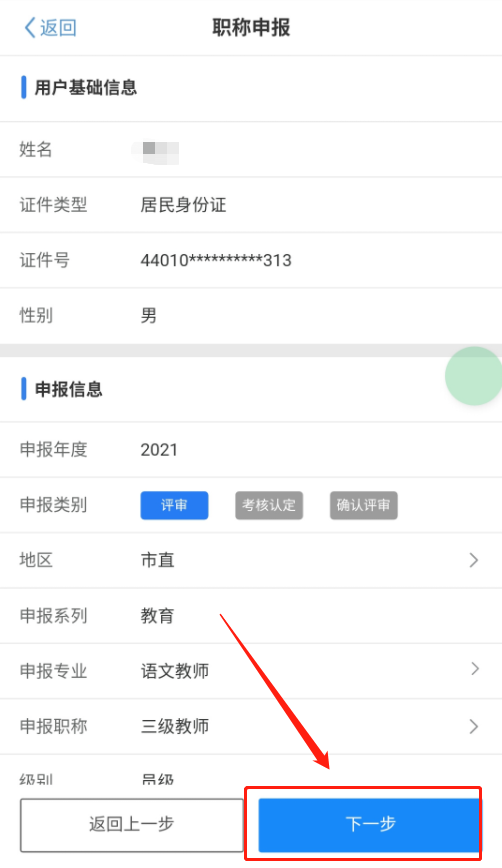 返回
职称申报
用户基础信息
姓名
证件类型 居民身份证
证件号 44010**********313
性别 男
申报信息
申报年度 2021
申报类别 评审 考核认定 确认评审
地区 市直
申报系列 教育
申报专业 语文教师
申报职称 三级教师
级别 员级
返回上一步 下一步